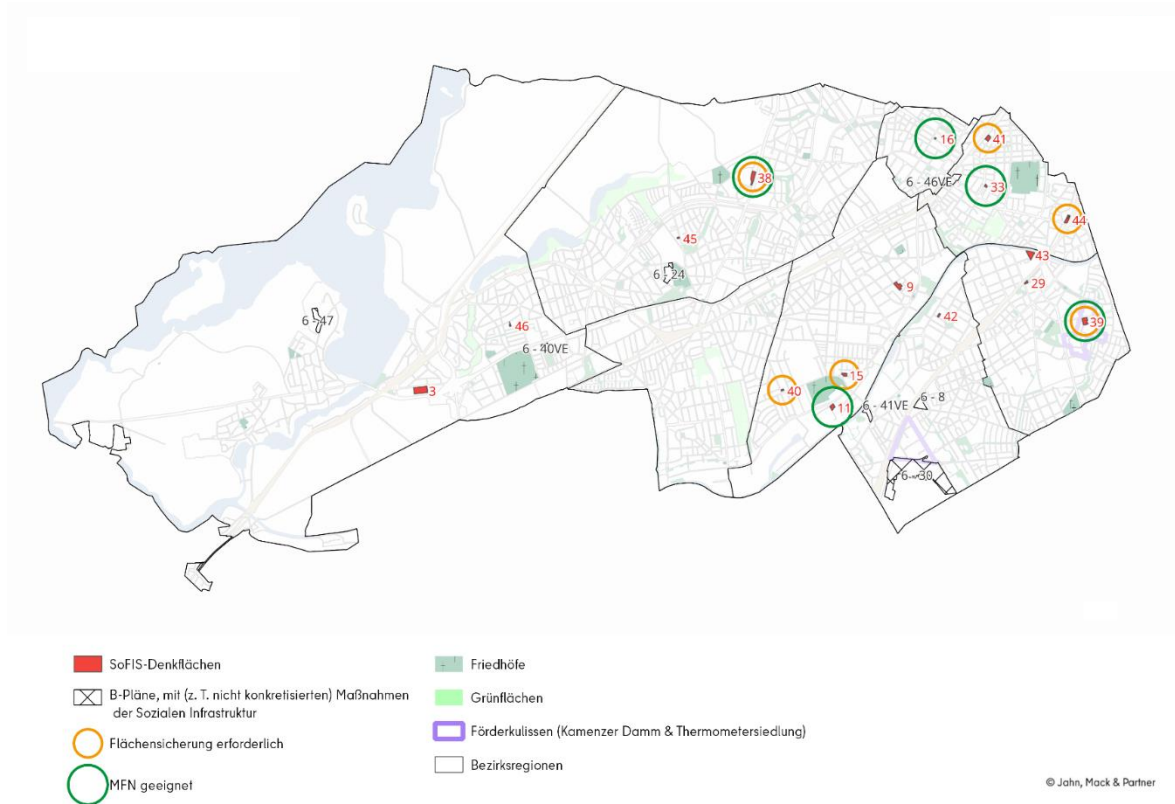 16
41
6 - 46VE
33
38
44
45
43
6 - 24
29
9
6 - 47
42
39
46
6 - 40VE
15
3
40
6 - 8
11
6 - 41VE
6 - 30
SoFIS-Denkflächen
B-Pläne, mit (z. T. nicht konkretisierten) Maßnahmen
der Sozialen Infrastruktur
Flächensicherung erforderlich
MFN geeignet
Friedhöfe
Grünflächen
Förderkulissen (Kamenzer Damm & Thermometersiedlung)
Bezirksregionen
© Jahn, Mack & Partner